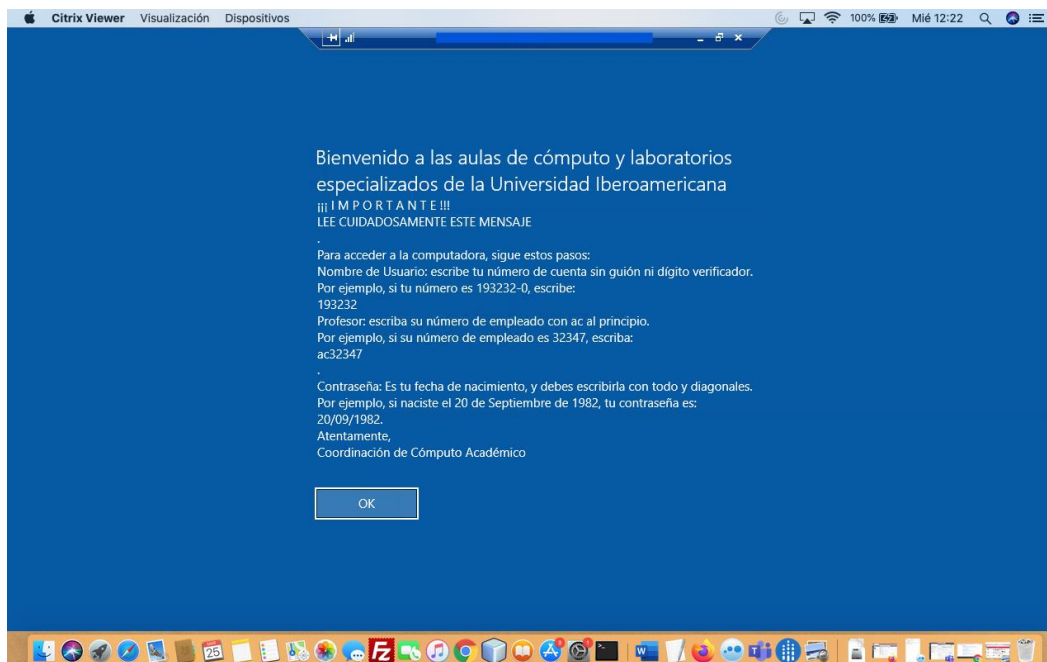 Citrix Viewer Visualización Dispositivos 100% Mié 12:22
Bienvenido a las aulas de cómputo y laboratorios
especializados de la Universidad Iberoamericana
¡¡¡ I M P O R T A N T E !!!
LEE CUIDADOSAMENTE ESTE MENSAJE
.
Para acceder a la computadora, sigue estos pasos:
Nombre de Usuario: escribe tu número de cuenta sin guión ni dígito verificador.
Por ejemplo, si tu número es 193232-0, escribe:
193232
Profesor: escriba su número de empleado con ac al principio.
Por ejemplo, si su número de empleado es 32347, escriba:
ac32347
.
Contraseña: Es tu fecha de nacimiento, y debes escribirla con todo y diagonales.
Por ejemplo, si naciste el 20 de Septiembre de 1982, tu contraseña es:
20/09/1982.
Atentamente,
Coordinación de Cómputo Académico
OK
25